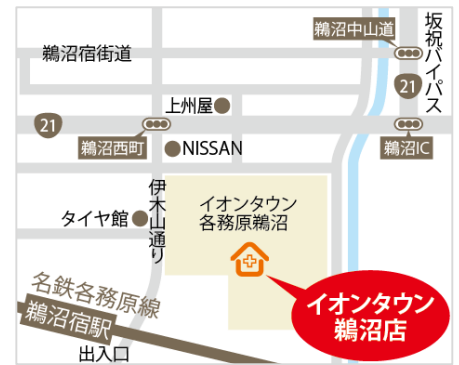 鵜沼中山道
坂祝バイパス
鵜沼宿街道
21
上州屋
21
鵜沼西町
NISSAN
鵜沼IC
伊木山通り
イオンタウン
各務原鵜沼
タイヤ館
イオンタウン
鵜沼店
名鉄各務原線
鵜沼宿駅
出入口